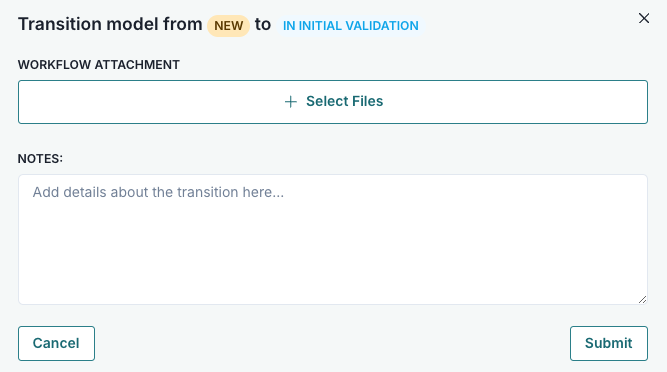 Transition model from NEW to IN INITIAL VALIDATION
WORKFLOW ATTACHMENT
Select Files
NOTES:
Add details about the transition here...
Cancel
Submit